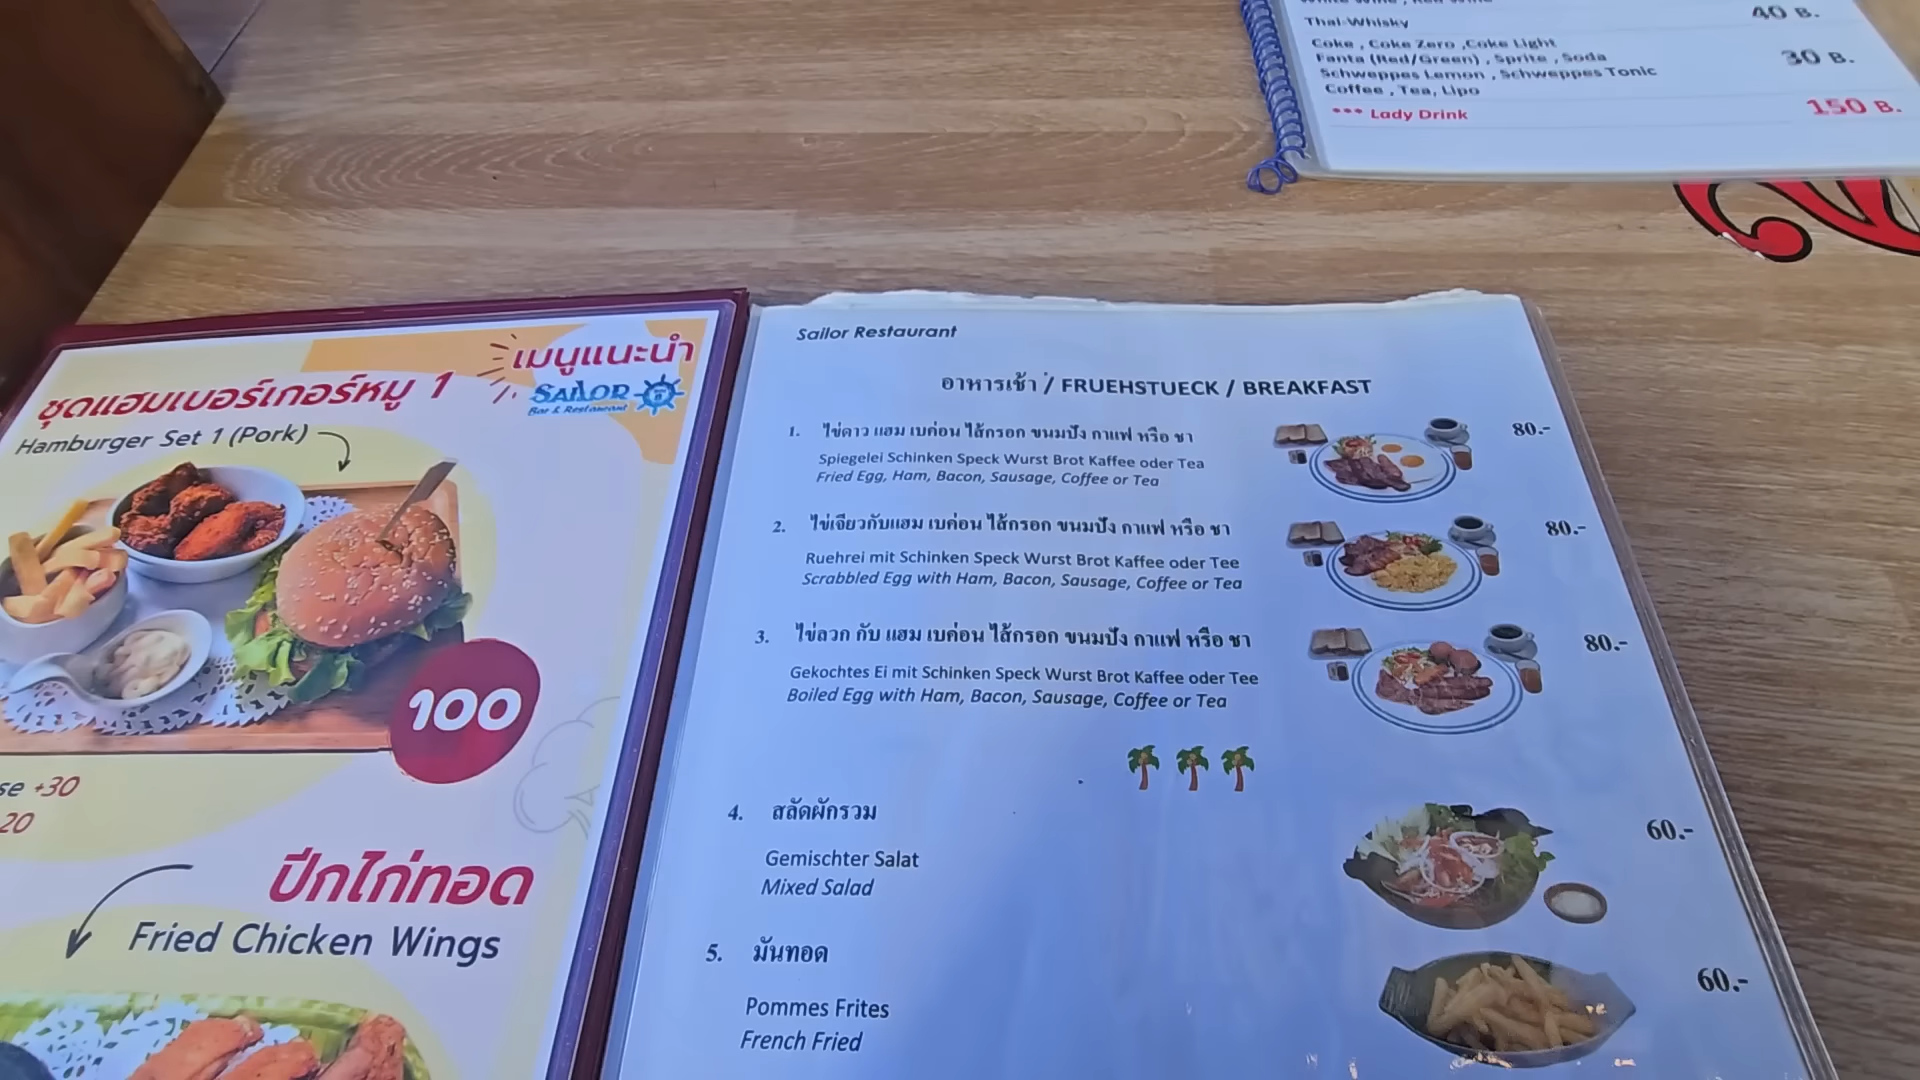 Thai-Whisky 40 B.
Coke , Coke Zero ,Coke Light
Fanta (Red/Green) , Sprite , Soda 30 B.
Schweppes Lemon , Schweppes Tonic
Coffee , Tea, Lipo
*** Lady Drink 150 B.
เมนูแนะนำ
SAILOR
Bar & Restaurant
ชุดแฮมเบอร์เกอร์หมู 1
Hamburger Set 1 (Pork)
100
+30
20
ปีกไก่ทอด
Fried Chicken Wings
Sailor Restaurant
อาหารเช้า / FRUEHSTUECK / BREAKFAST
1. ไข่ดาว แฮม เบค่อน ไส้กรอก ขนมปัง กาแฟ หรือ ชา 80.-
Spiegelei Schinken Speck Wurst Brot Kaffee oder Tea
Fried Egg, Ham, Bacon, Sausage, Coffee or Tea
2. ไข่เจียวกับแฮม เบค่อน ไส้กรอก ขนมปัง กาแฟ หรือ ชา 80.-
Ruehrei mit Schinken Speck Wurst Brot Kaffee oder Tee
Scrabbled Egg with Ham, Bacon, Sausage, Coffee or Tea
3. ไข่ลวก กับ แฮม เบค่อน ไส้กรอก ขนมปัง กาแฟ หรือ ชา 80.-
Gekochtes Ei mit Schinken Speck Wurst Brot Kaffee oder Tee
Boiled Egg with Ham, Bacon, Sausage, Coffee or Tea
4. สลัดผักรวม 60.-
Gemischter Salat
Mixed Salad
5. มันทอด 60.-
Pommes Frites
French Fried